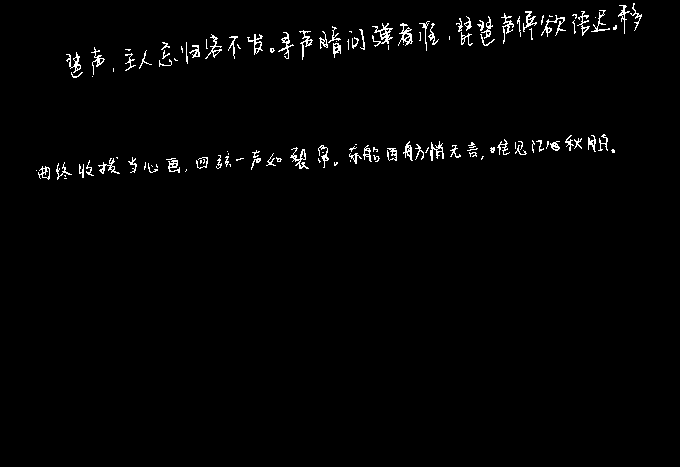 琶声，主人忘归客不发。寻声暗问弹者谁，琵琶声停欲语迟。移
曲终收拨当心画，四弦一声如裂帛。东船西舫悄无言，唯见江心秋月。